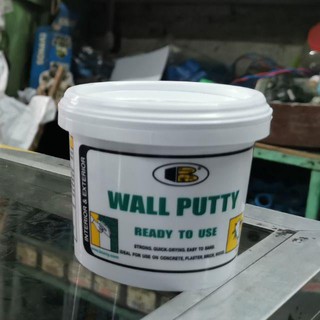 WALL PUTTY
READY TO USE
STRONG, QUICK-DRYING, EASY TO SAND
IDEAL FOR USE ON CONCRETE, PLASTER, BRICK, WOOD
INTERIOR & EXTERIOR